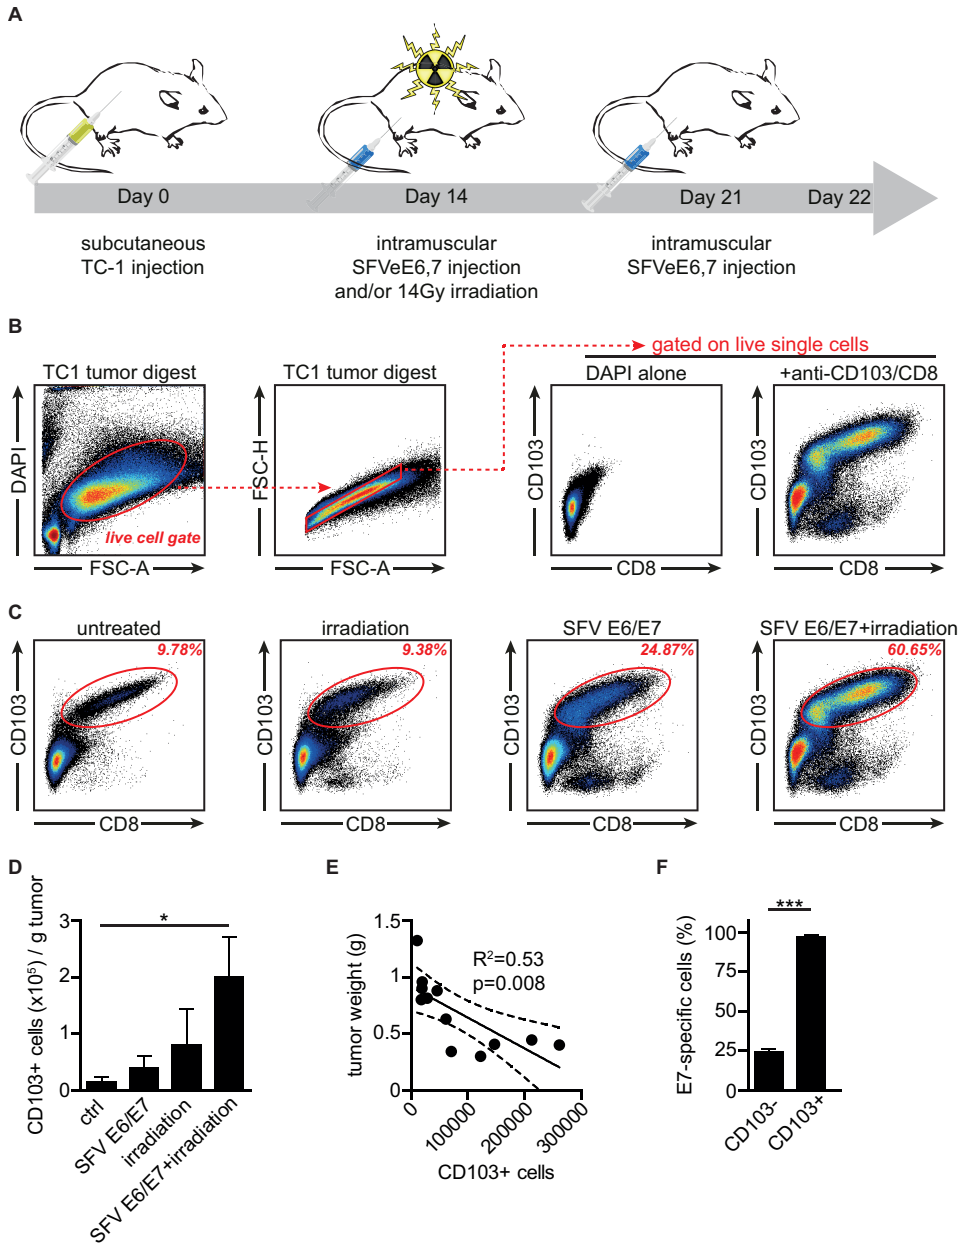 A
Day 0
Day 14
Day 21
Day 22
subcutaneous
TC-1 injection
intramuscular
SFVeE6,7 injection
and/or 14Gy irradiation
intramuscular
SFVeE6,7 injection
B
gated on live single cells
TC1 tumor digest
TC1 tumor digest
DAPI alone
+anti-CD103/CD8
DAPI
live cell gate
FSC-A
FSC-H
FSC-A
CD103
CD8
CD103
CD8
C
untreated
irradiation
SFV E6/E7
SFV E6/E7+irradiation
9.78%
9.38%
24.87%
60.65%
CD103
CD8
CD103
CD8
CD103
CD8
CD103
CD8
D
CD103+ cells (x10⁵) / g tumor
3
2
1
0
*
ctrl
SFV E6/E7
irradiation
SFV E6/E7+irradiation
E
tumor weight (g)
1.5
1
0.5
0
R²=0.53
p=0.008
0
100000
200000
300000
CD103+ cells
F
E7-specific cells (%)
100
75
50
25
0
***
CD103-
CD103+